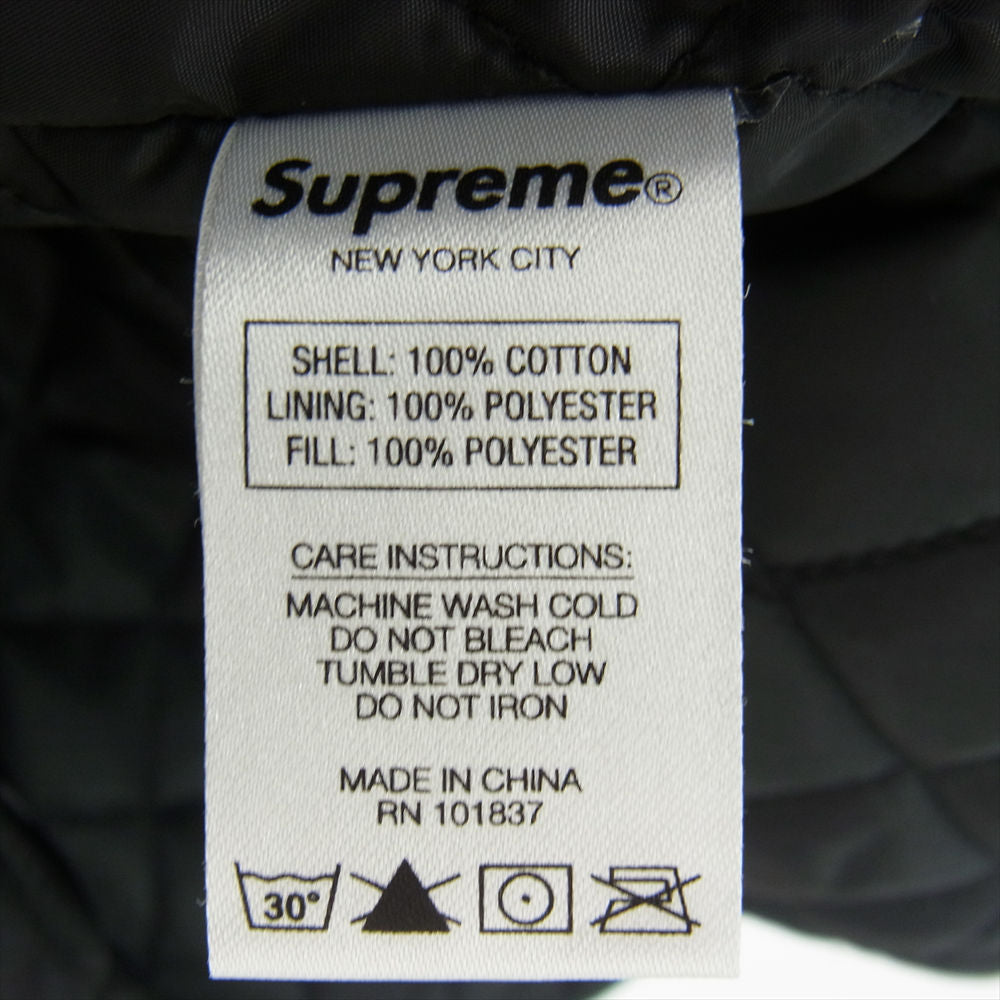 Supreme®
NEW YORK CITY
SHELL: 100% COTTON
LINING: 100% POLYESTER
FILL: 100% POLYESTER
CARE INSTRUCTIONS:
MACHINE WASH COLD
DO NOT BLEACH
TUMBLE DRY LOW
DO NOT IRON
MADE IN CHINA
RN 101837
30°